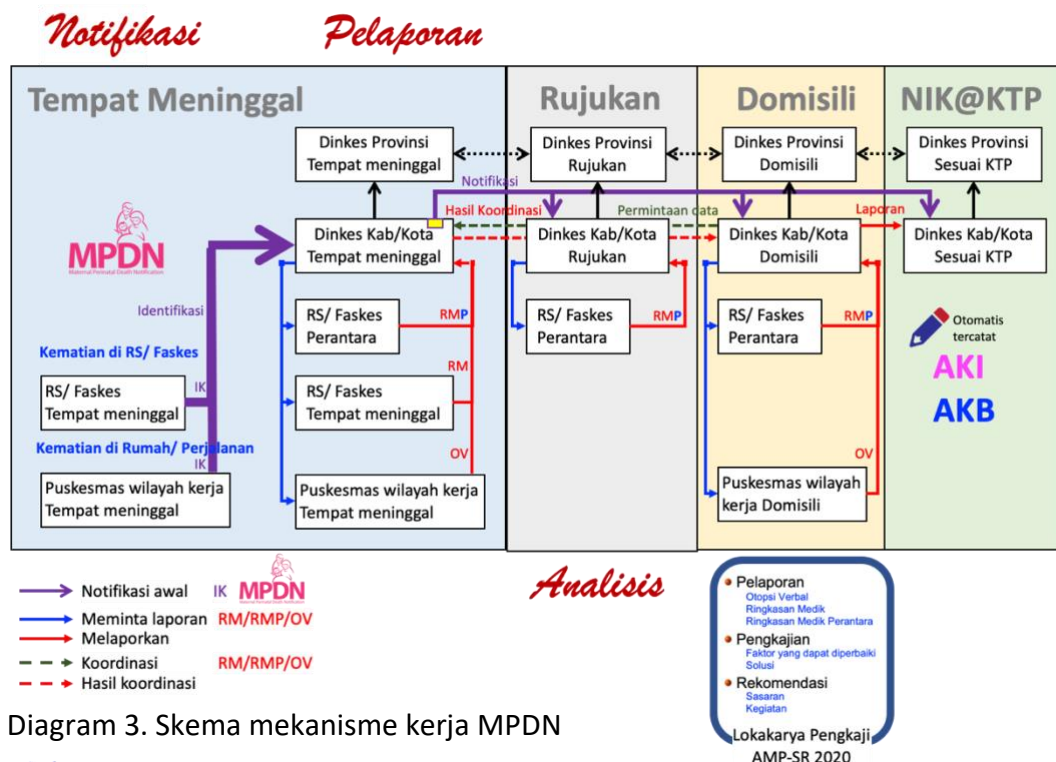 Notifikasi
Pelaporan
Tempat Meninggal
Rujukan
Domisili
NIK@KTP
Dinkes Provinsi
Tempat meninggal
Dinkes Provinsi
Rujukan
Dinkes Provinsi
Domisili
Dinkes Provinsi
Sesuai KTP
Notifikasi
Hasil Koordinasi
Permintaan data
Laporan
MPDN
Maternal Perinatal Death Notification
Dinkes Kab/Kota
Tempat meninggal
Dinkes Kab/Kota
Rujukan
Dinkes Kab/Kota
Domisili
Dinkes Kab/Kota
Sesuai KTP
Identifikasi
RS/ Faskes
Perantara
RMP
RS/ Faskes
Perantara
RMP
RS/ Faskes
Perantara
RMP
Otomatis
tercatat
AKI
AKB
Kematian di RS/ Faskes
IK
RS/ Faskes
Tempat meninggal
RM
RS/ Faskes
Tempat meninggal
Kematian di Rumah/ Perjalanan
IK
OV
OV
Puskesmas wilayah kerja
Tempat meninggal
Puskesmas wilayah kerja
Tempat meninggal
Puskesmas wilayah
kerja Domisili
Notifikasi awal IK MPDN
Meminta laporan RM/RMP/OV
Melaporkan
Koordinasi RM/RMP/OV
Hasil koordinasi
Analisis
Pelaporan
Otopsi Verbal
Ringkasan Medik
Ringkasan Medik Perantara
Pengkajian
Faktor yang dapat diperbaiki
Solusi
Rekomendasi
Sasaran
Kegiatan
Lokakarya Pengkaji
AMP-SR 2020
Diagram 3. Skema mekanisme kerja MPDN